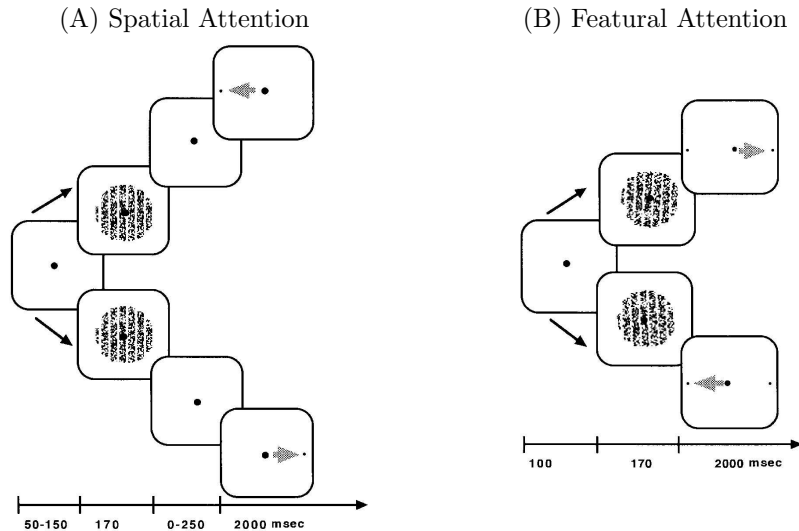 (A) Spatial Attention
(B) Featural Attention
50-150 170 0-250 2000 msec
100 170 2000 msec